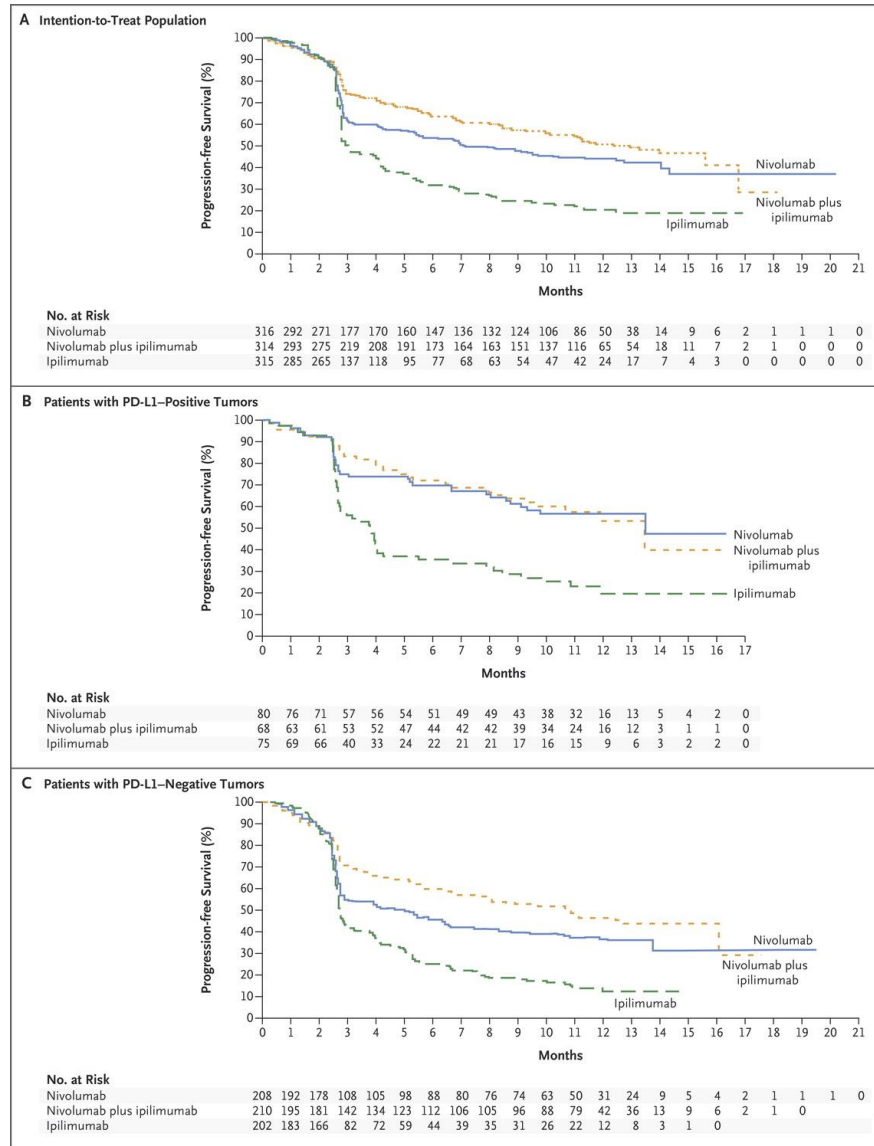 A Intention-to-Treat Population
Progression-free Survival (%)
100
90
80
70
60
50
40
30
20
10
0
Nivolumab
Nivolumab plus
ipilimumab
Ipilimumab
0 1 2 3 4 5 6 7 8 9 10 11 12 13 14 15 16 17 18 19 20 21
Months
No. at Risk
Nivolumab 316 292 271 177 170 160 147 136 132 124 106 86 50 38 14 9 6 2 1 1 1 0
Nivolumab plus ipilimumab 314 293 275 219 208 191 173 164 163 151 137 116 65 54 18 11 7 2 1 0 0 0
Ipilimumab 315 285 265 137 118 95 77 68 63 54 47 42 24 17 7 4 3 0 0 0 0 0
B Patients with PD-L1–Positive Tumors
Progression-free Survival (%)
100
90
80
70
60
50
40
30
20
10
0
Nivolumab
Nivolumab plus
ipilimumab
Ipilimumab
0 1 2 3 4 5 6 7 8 9 10 11 12 13 14 15 16 17
Months
No. at Risk
Nivolumab 80 76 71 57 56 54 51 49 49 43 38 32 16 13 5 4 2 0
Nivolumab plus ipilimumab 68 63 61 53 52 47 44 42 42 39 34 24 16 12 3 1 1 0
Ipilimumab 75 69 66 40 33 24 22 21 21 17 16 15 9 6 3 2 2 0
C Patients with PD-L1–Negative Tumors
Progression-free Survival (%)
100
90
80
70
60
50
40
30
20
10
0
Nivolumab
Nivolumab plus
ipilimumab
Ipilimumab
0 1 2 3 4 5 6 7 8 9 10 11 12 13 14 15 16 17 18 19 20 21
Months
No. at Risk
Nivolumab 208 192 178 108 105 98 88 80 76 74 63 50 31 24 9 5 4 2 1 1 1 0
Nivolumab plus ipilimumab 210 195 181 142 134 123 112 106 105 96 88 79 42 36 13 9 6 2 1 0
Ipilimumab 202 183 166 82 72 59 44 39 35 31 26 22 12 8 3 1 0